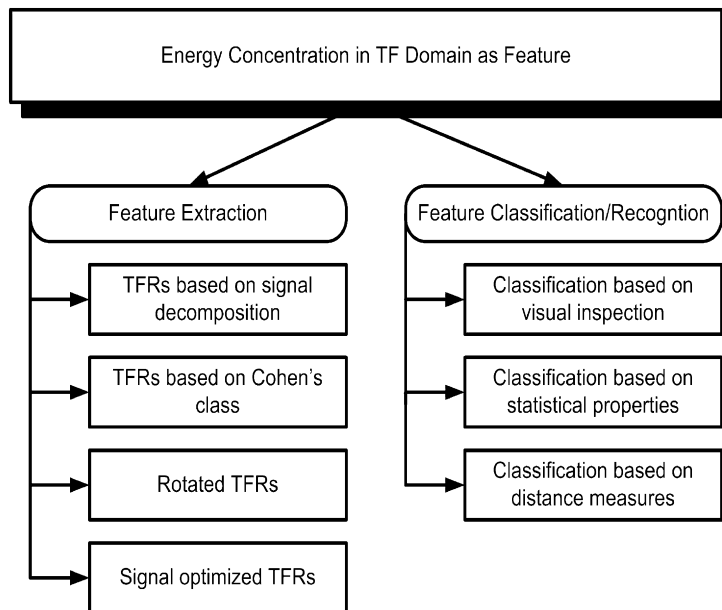 Energy Concentration in TF Domain as Feature
Feature Extraction
TFRs based on signal
decomposition
TFRs based on Cohen's
class
Rotated TFRs
Signal optimized TFRs
Feature Classification/Recogntion
Classification based on
visual inspection
Classification based on
statistical properties
Classification based on
distance measures